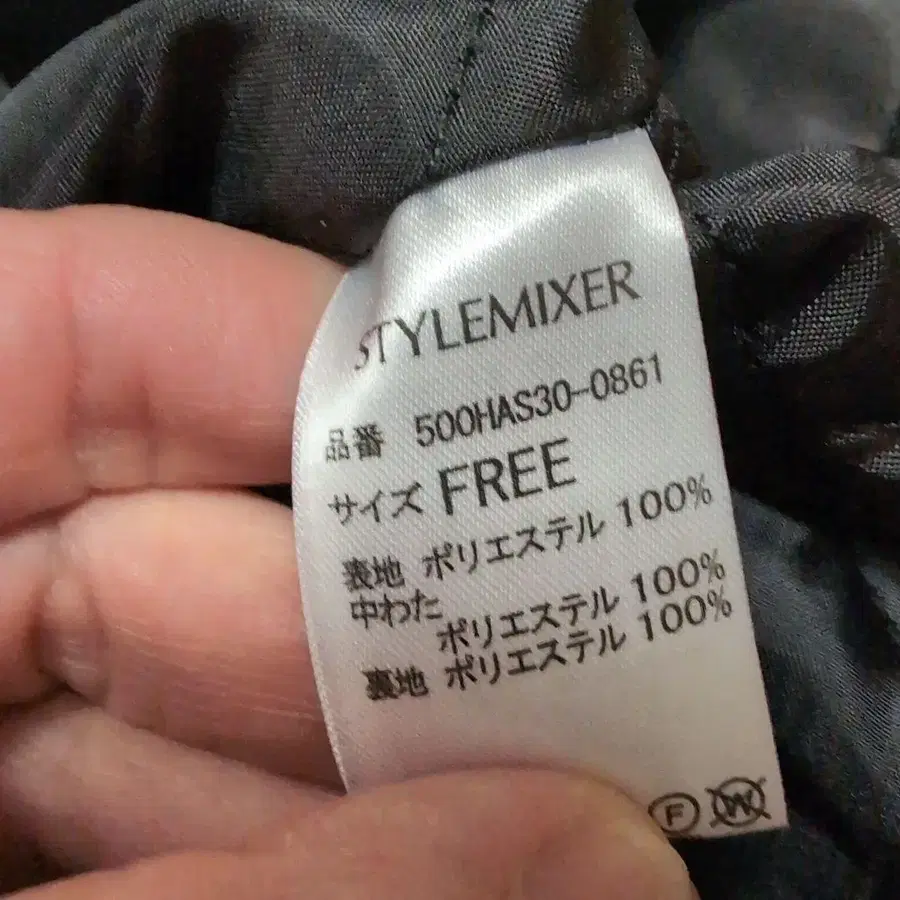 STYLEMIXER
品番 500HAS30-0861
サイズ FREE
表地 ポリエステル 100%
中わた
ポリエステル 100%
裏地 ポリエステル 100%
F W